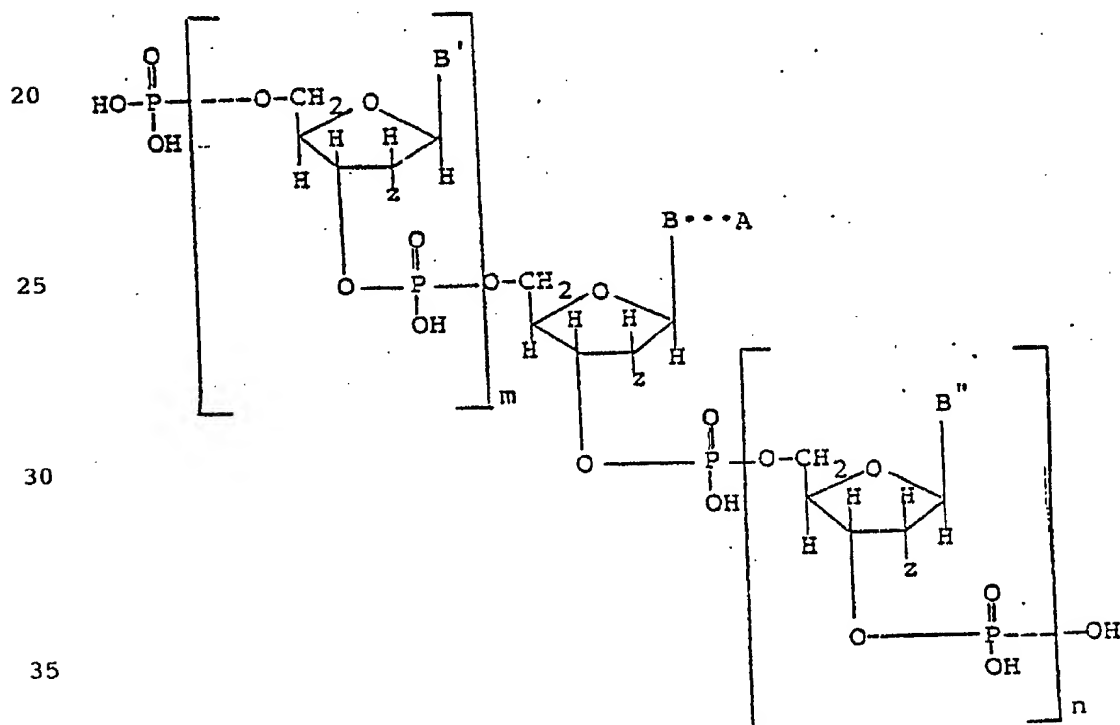 O
B'
20
HO-P-----O-CH2 O
OH
H H
H z H
O
B•••A
25
O—P—O-CH2 O
OH
H H
H z H
O
B"
30
O—P-O-CH2 O
OH
H H
H z H
m
O
O—P-----OH
OH
35
n